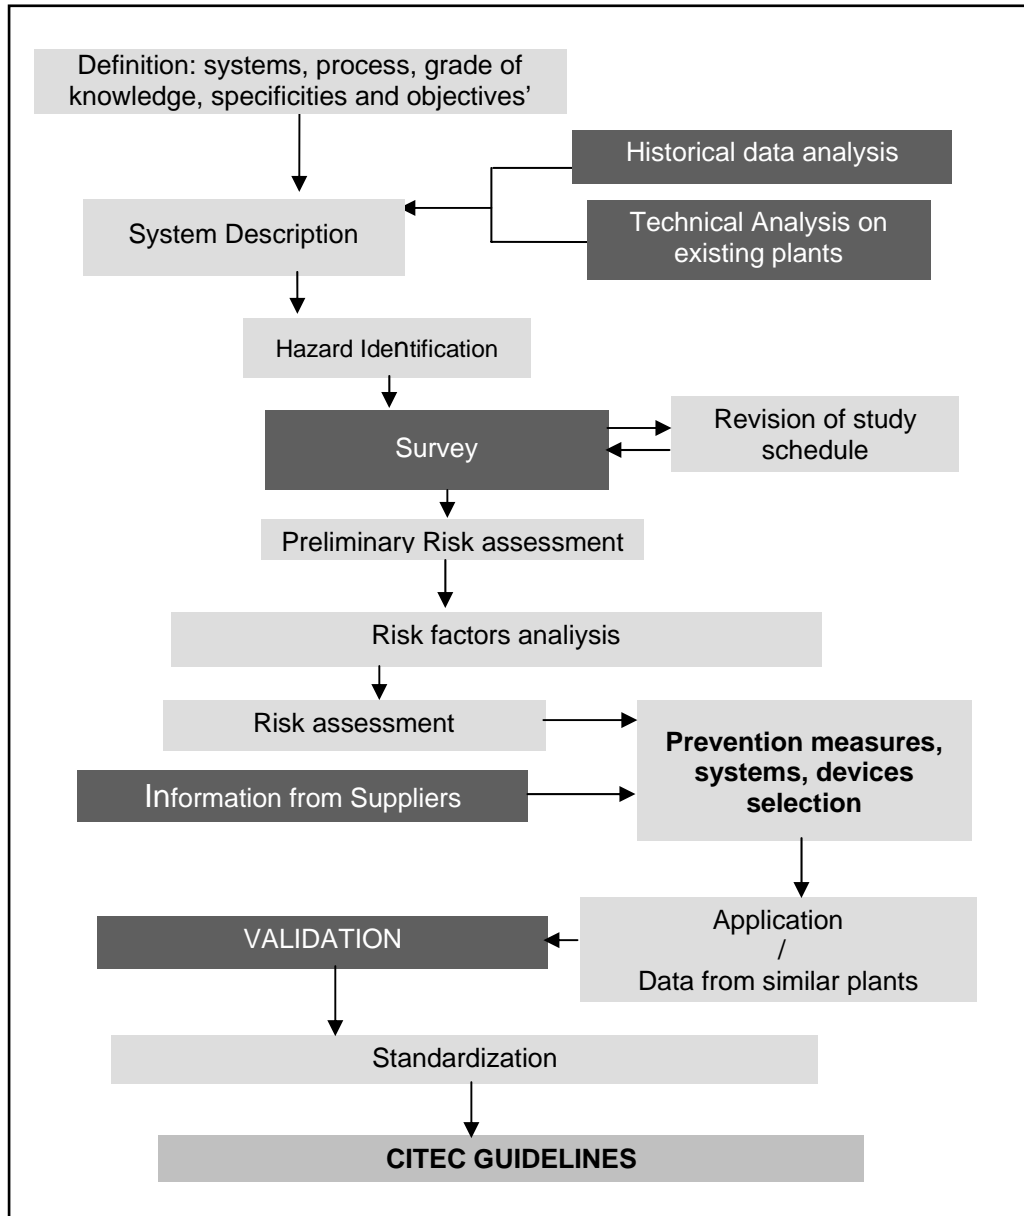 Definition: systems, process, grade of
knowledge, specificities and objectives’
Historical data analysis
Technical Analysis on
existing plants
System Description
Hazard Identification
Survey
Revision of study
schedule
Preliminary Risk assessment
Risk factors analiysis
Risk assessment
Prevention measures,
systems, devices
selection
Information from Suppliers
Application
/
Data from similar plants
VALIDATION
Standardization
CITEC GUIDELINES